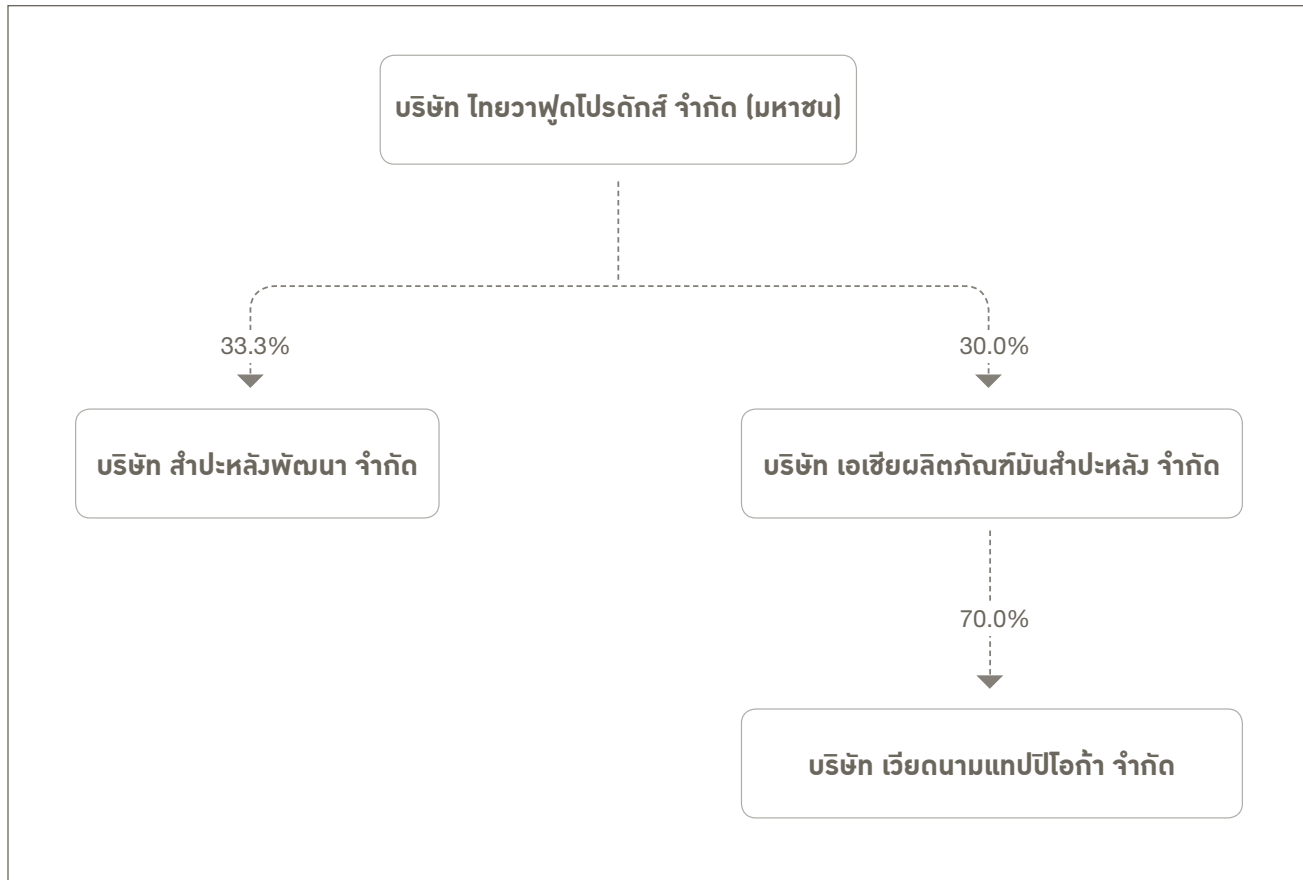 บริษัท ไทยวาฟูดโปรดักส์ จำกัด (มหาชน)
33.3%
30.0%
บริษัท สำปะหลังพัฒนา จำกัด
บริษัท เอเชียผลิตภัณฑ์มันสำปะหลัง จำกัด
70.0%
บริษัท เวียดนามแทปปิโอก้า จำกัด